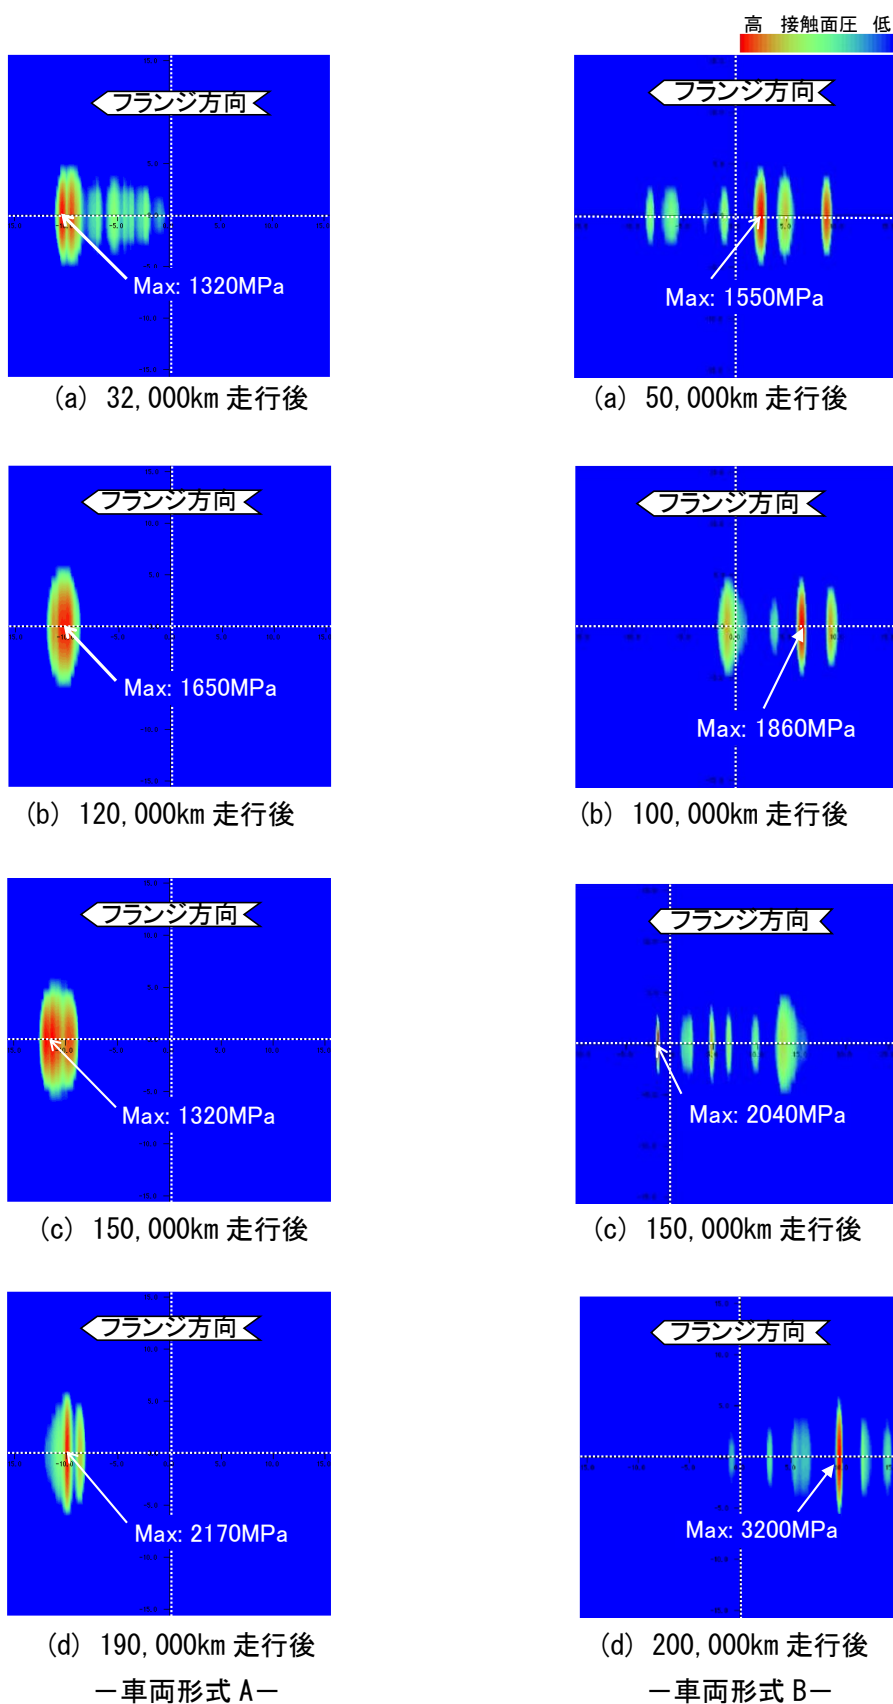 高 接触面圧 低
フランジ方向
Max: 1320MPa
(a) 32,000km 走行後
フランジ方向
Max: 1550MPa
(a) 50,000km 走行後
フランジ方向
Max: 1650MPa
(b) 120,000km 走行後
フランジ方向
Max: 1860MPa
(b) 100,000km 走行後
フランジ方向
Max: 1320MPa
(c) 150,000km 走行後
フランジ方向
Max: 2040MPa
(c) 150,000km 走行後
フランジ方向
Max: 2170MPa
(d) 190,000km 走行後
－車両形式 A－
フランジ方向
Max: 3200MPa
(d) 200,000km 走行後
－車両形式 B－